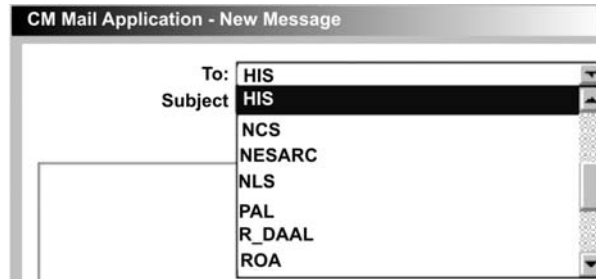 CM Mail Application - New Message
To: HIS
Subject HIS
NCS
NESARC
NLS
PAL
R_DAAL
ROA